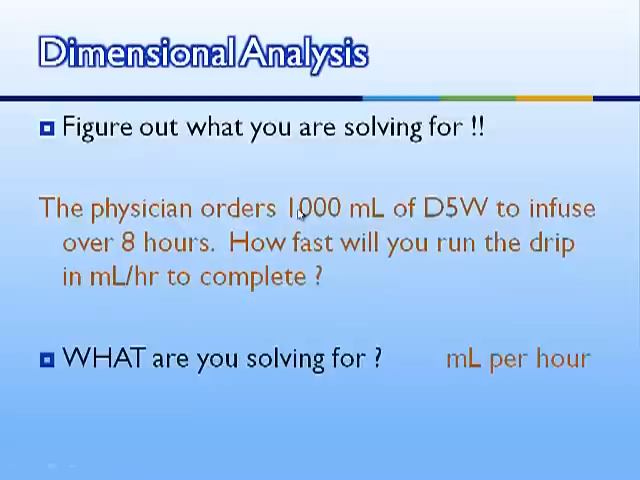 Dimensional Analysis
Figure out what you are solving for !!
The physician orders 1000 mL of D5W to infuse
over 8 hours. How fast will you run the drip
in mL/hr to complete ?
WHAT are you solving for ? mL per hour